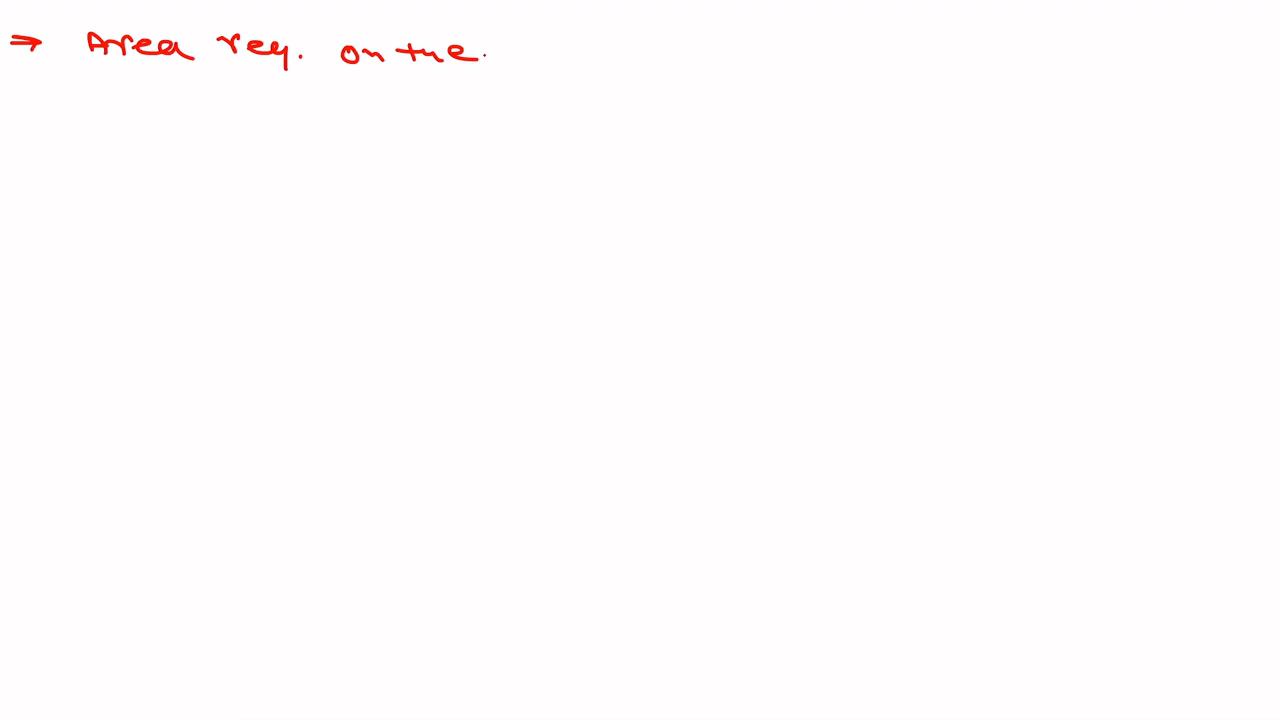 ⇒ Area req. on the